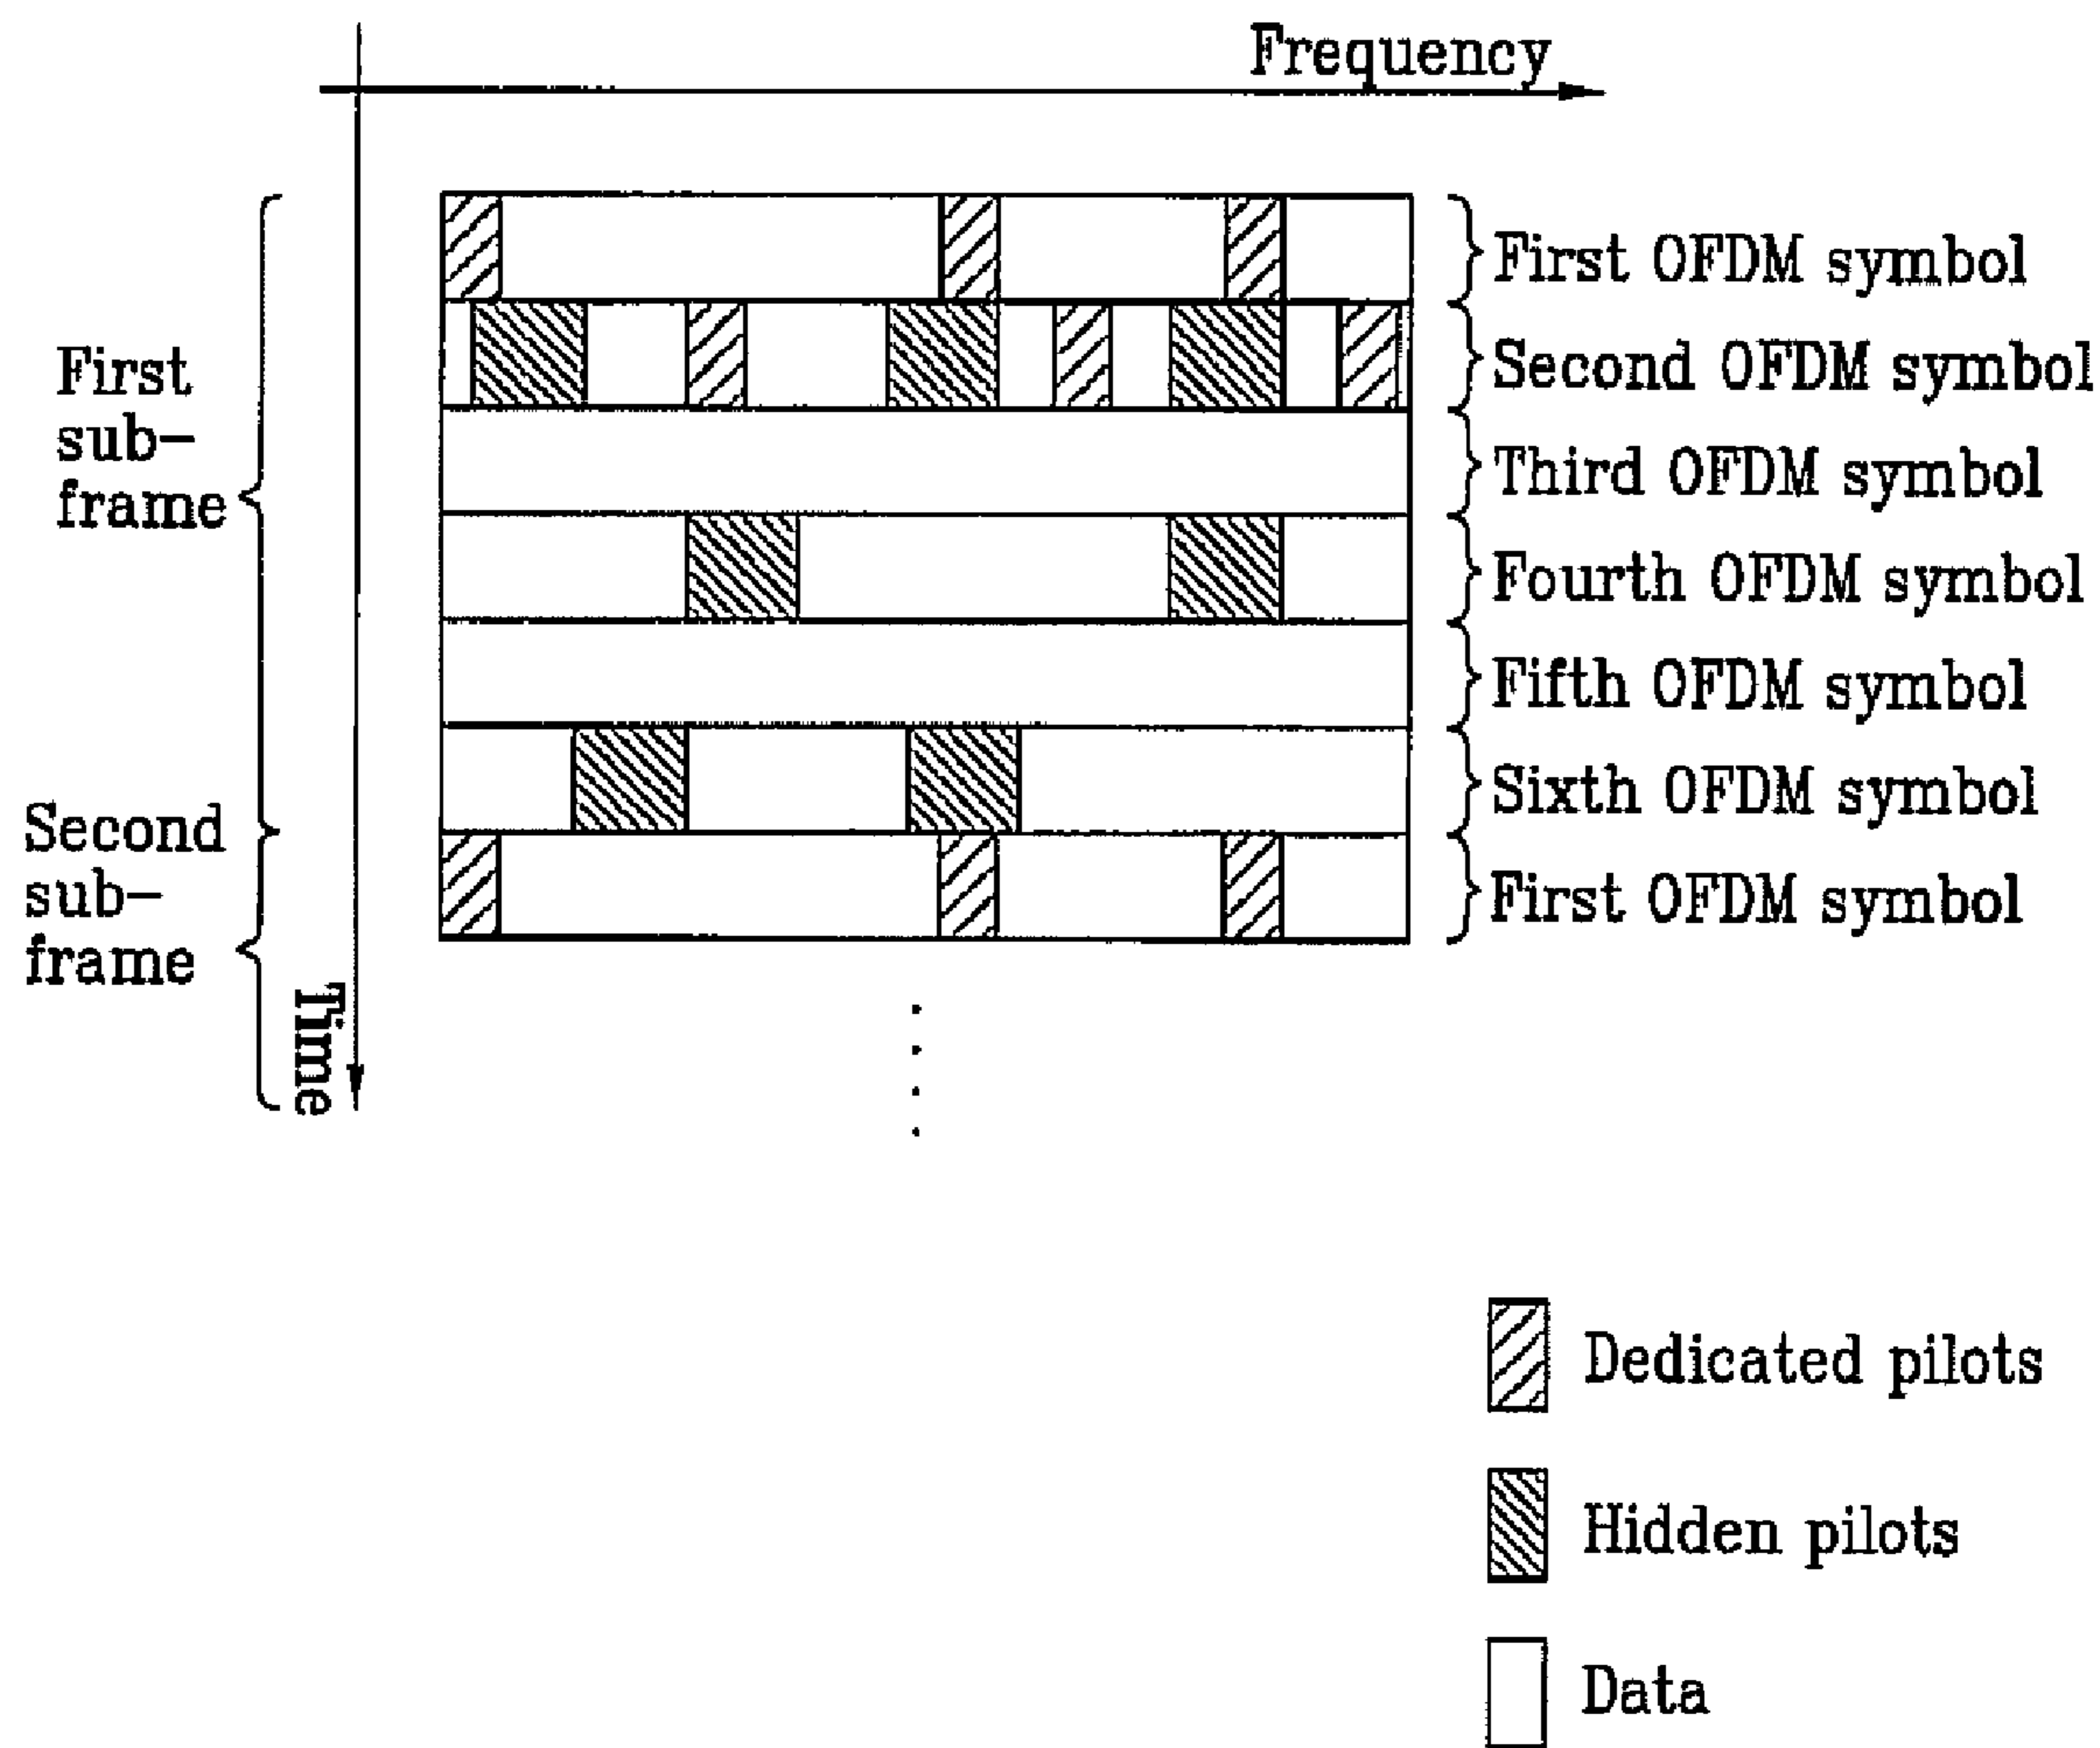 Frequency
First
sub-
frame
Second
sub-
frame
Time
First OFDM symbol
Second OFDM symbol
Third OFDM symbol
Fourth OFDM symbol
Fifth OFDM symbol
Sixth OFDM symbol
First OFDM symbol
Dedicated pilots
Hidden pilots
Data